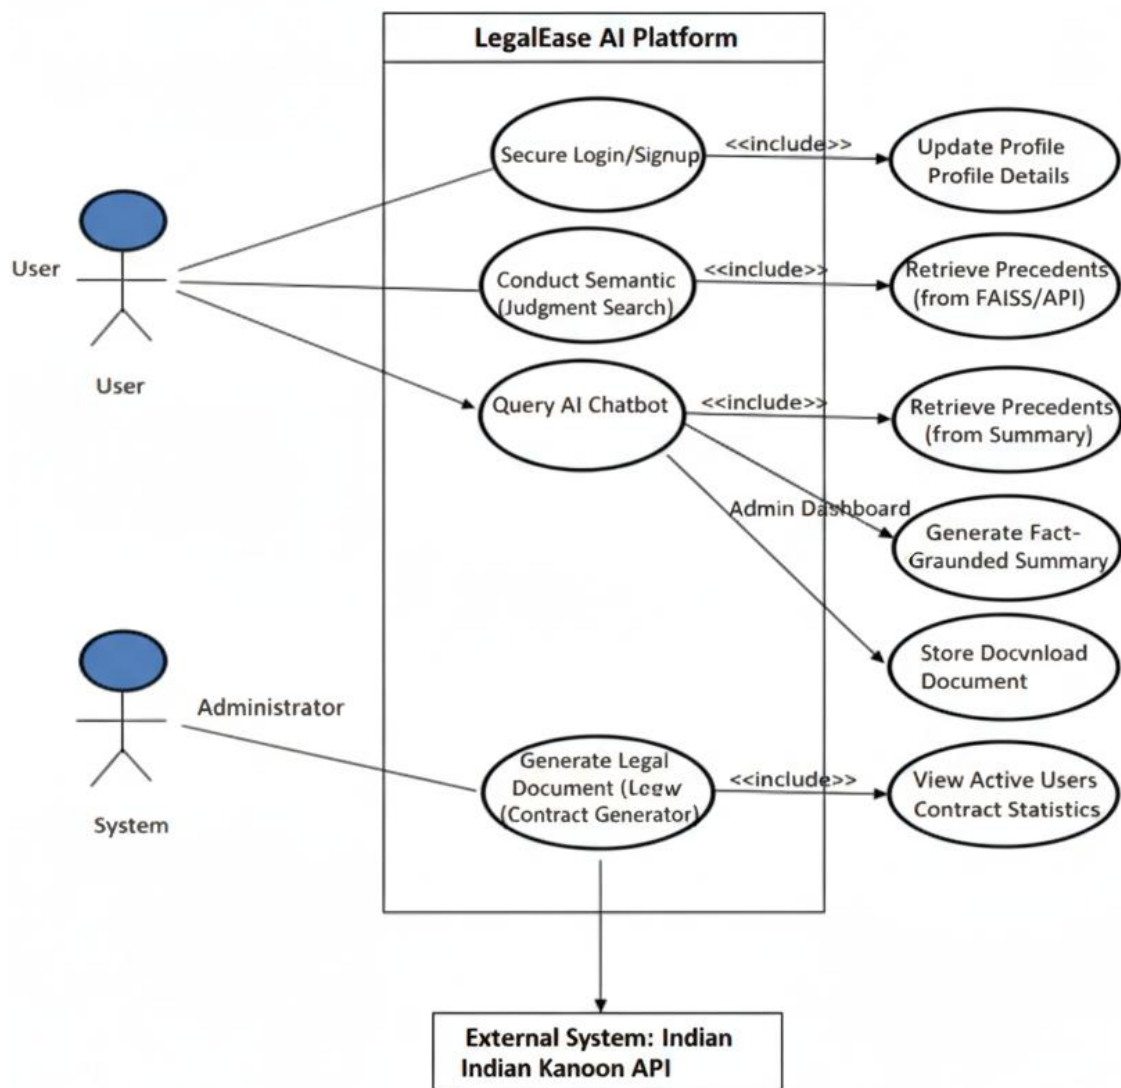 LegalEase AI Platform
Secure Login/Signup
<<include>>
Update Profile
Profile Details
User
User
Conduct Semantic
(Judgment Search)
<<include>>
Retrieve Precedents
(from FAISS/API)
Query AI Chatbot
<<include>>
Retrieve Precedents
(from Summary)
Admin Dashboard
Generate Fact-
Graunded Summary
Store Docvnload
Document
Administrator
System
Generate Legal
Document (Legw
(Contract Generator)
<<include>>
View Active Users
Contract Statistics
External System: Indian
Indian Kanoon API